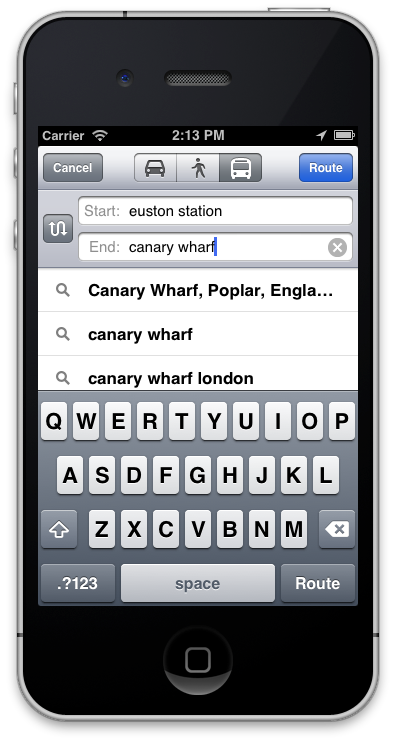 Carrier 2:13 PM
Cancel Route
Start: euston station
End: canary wharf
Canary Wharf, Poplar, Engla...
canary wharf
canary wharf london
Q W E R T Y U I O P
A S D F G H J K L
Z X C V B N M
.?123 space Route